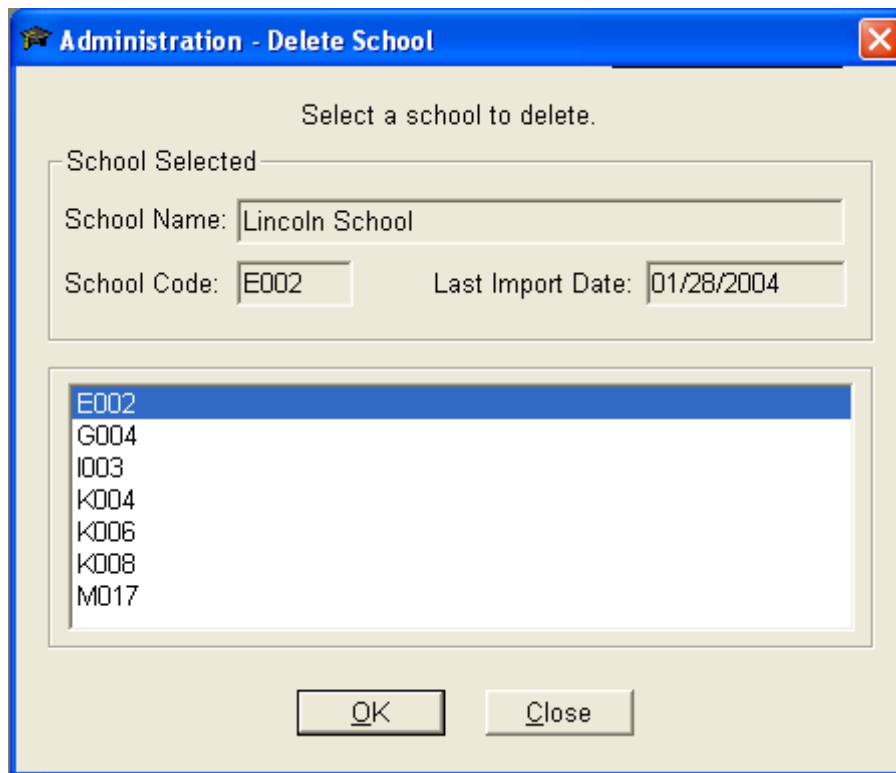 Administration - Delete School
Select a school to delete.
School Selected
School Name: Lincoln School
School Code: E002 Last Import Date: 01/28/2004
E002
G004
I003
K004
K006
K008
M017
OK Close